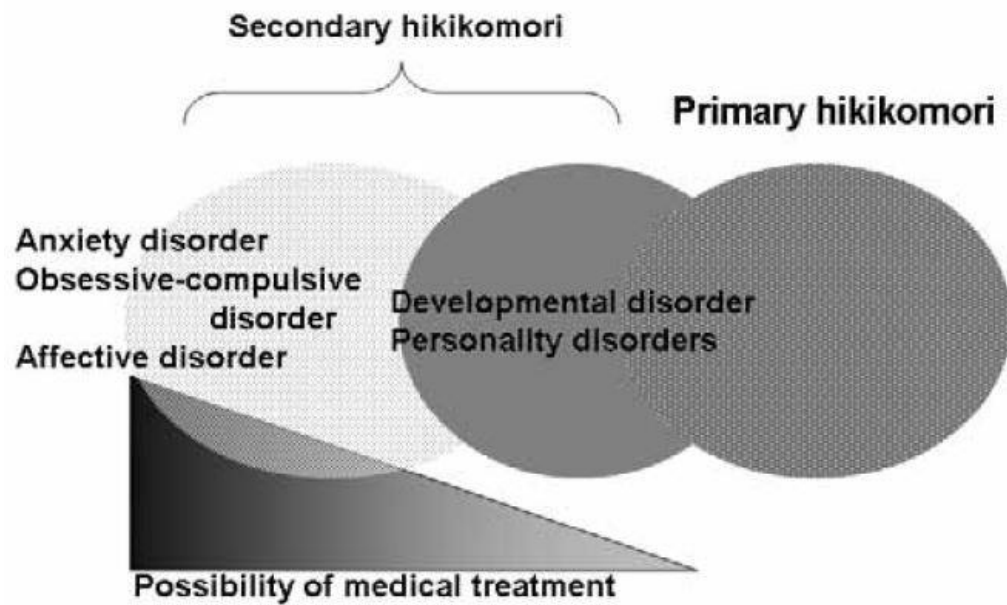 Secondary hikikomori
Primary hikikomori
Anxiety disorder
Obsessive-compulsive
disorder
Affective disorder
Developmental disorder
Personality disorders
Possibility of medical treatment